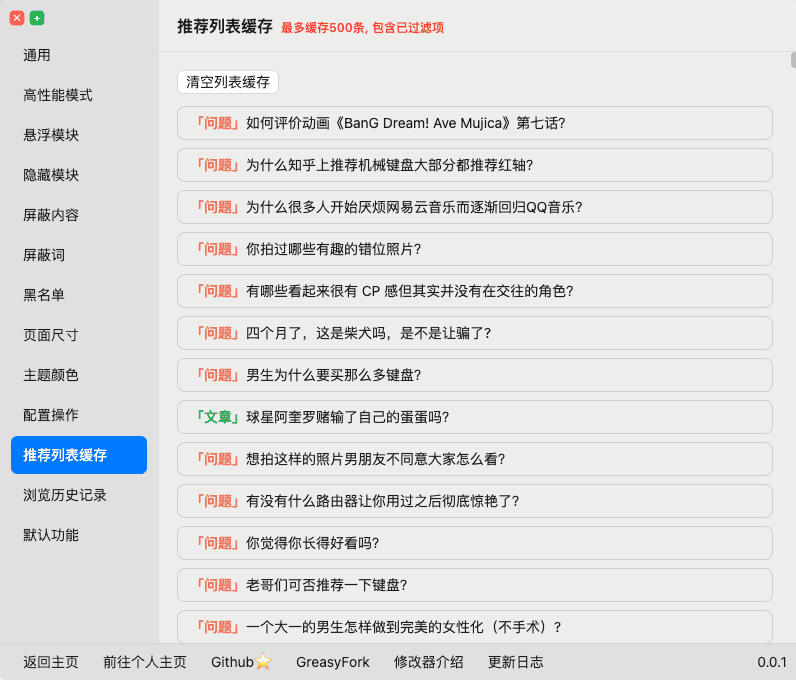 推荐列表缓存 最多缓存500条, 包含已过滤项
通用
高性能模式
悬浮模块
隐藏模块
屏蔽内容
屏蔽词
黑名单
页面尺寸
主题颜色
配置操作
推荐列表缓存
浏览历史记录
默认功能
清空列表缓存
「问题」如何评价动画《BanG Dream! Ave Mujica》第七话?
「问题」为什么知乎上推荐机械键盘大部分都推荐红轴?
「问题」为什么很多人开始厌烦网易云音乐而逐渐回归QQ音乐?
「问题」你拍过哪些有趣的错位照片?
「问题」有哪些看起来很有 CP 感但其实并没有在交往的角色?
「问题」四个月了，这是柴犬吗，是不是让骗了?
「问题」男生为什么要买那么多键盘?
「文章」球星阿奎罗赌输了自己的蛋蛋吗?
「问题」想拍这样的照片男朋友不同意大家怎么看?
「问题」有没有什么路由器让你用过之后彻底惊艳了?
「问题」你觉得你长得好看吗?
「问题」老哥们可否推荐一下键盘?
「问题」一个大一的男生怎样做到完美的女性化（不手术）?
返回主页 前往个人主页 Github⭐ GreasyFork 修改器介绍 更新日志 0.0.1